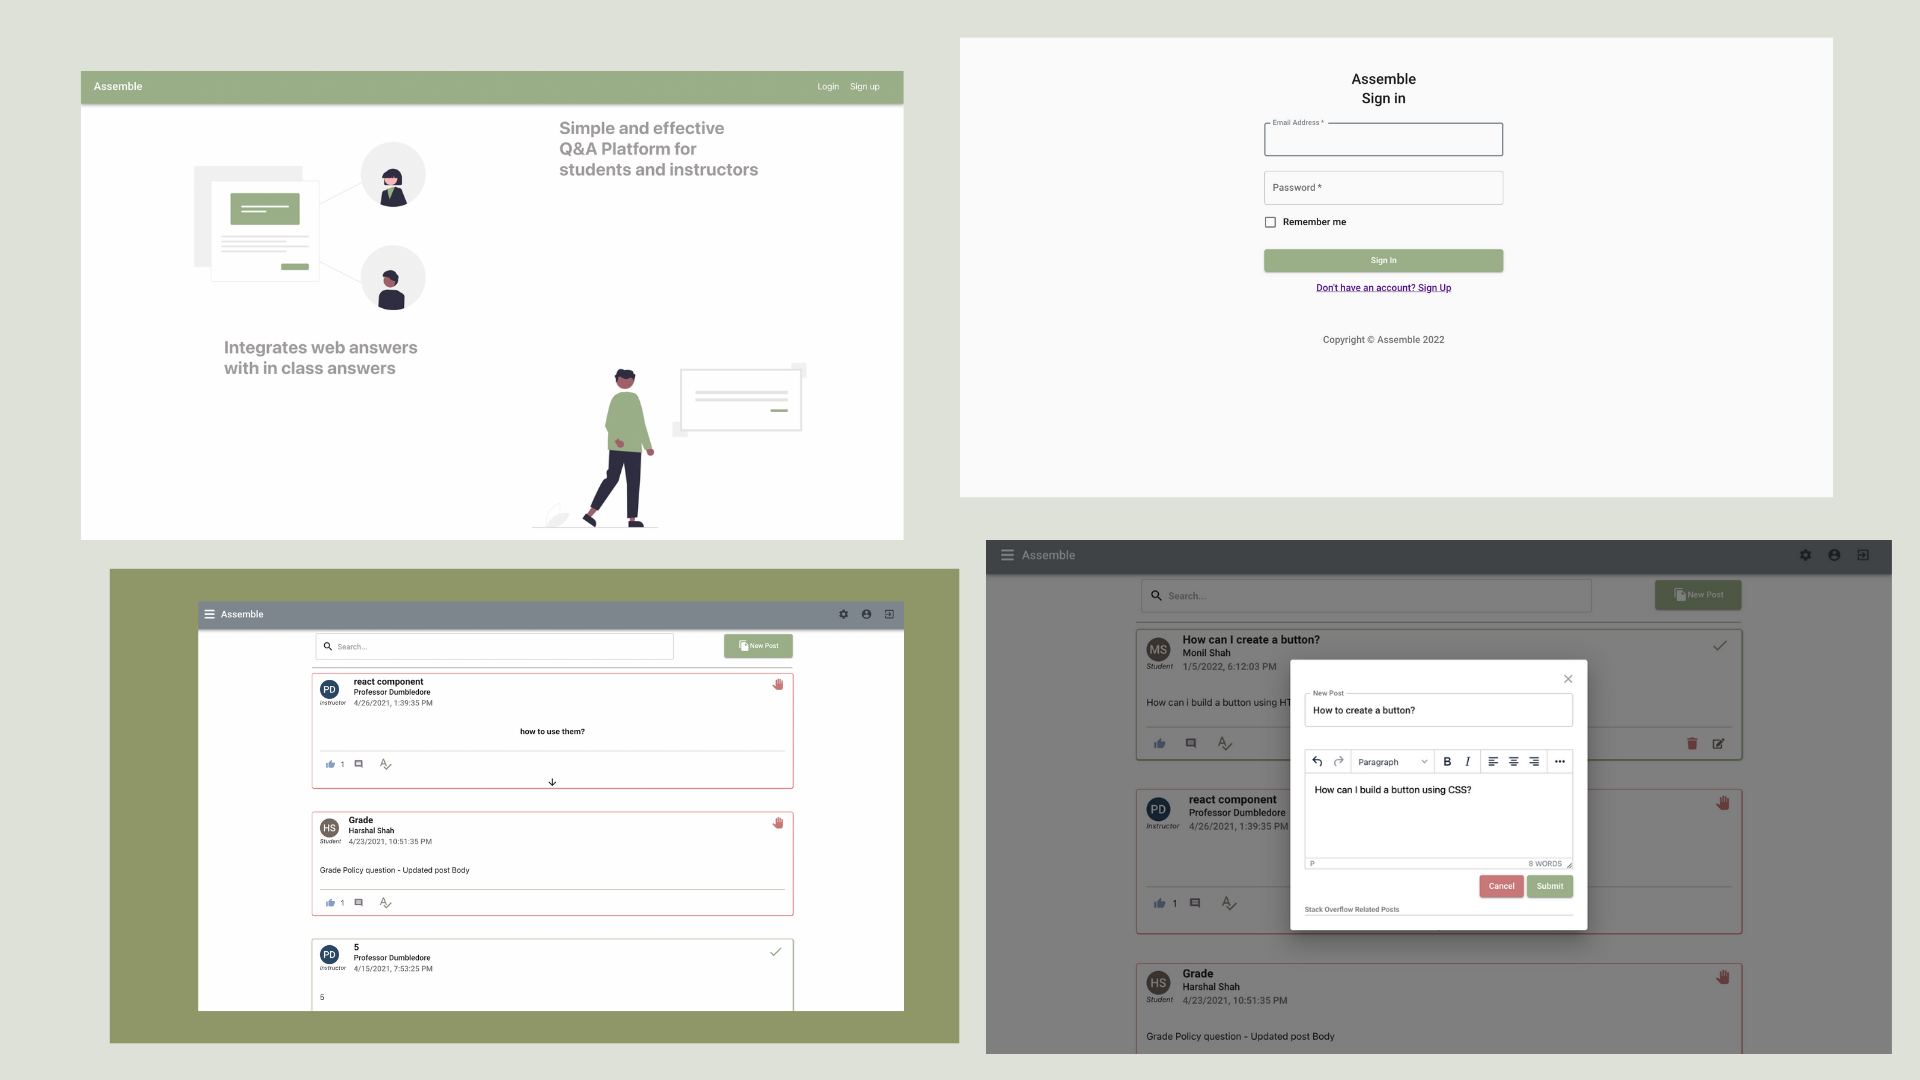 Assemble
Login Sign up
Simple and effective
Q&A Platform for
students and instructors
Integrates web answers
with in class answers
Assemble
Sign in
Email Address *
Password *
Remember me
Sign In
Don't have an account? Sign Up
Copyright © Assemble 2022
Assemble
Search...
New Post
PD
Instructor
react component
Professor Dumbledore
4/26/2021, 1:39:35 PM
how to use them?
1
HS
Student
Grade
Harshal Shah
4/23/2021, 10:51:35 PM
Grade Policy question - Updated post Body
1
PD
Instructor
5
Professor Dumbledore
4/15/2021, 7:53:25 PM
5
Assemble
Search...
New Post
MS
Student
How can I create a button?
Monil Shah
1/5/2022, 6:12:03 PM
How can i build a button using HT
PD
Instructor
react component
Professor Dumbledore
4/26/2021, 1:39:35 PM
1
HS
Student
Grade
Harshal Shah
4/23/2021, 10:51:35 PM
Grade Policy question - Updated post Body
New Post
How to create a button?
Paragraph B I
How can I build a button using CSS?
P 8 WORDS
Cancel Submit
Stack Overflow Related Posts